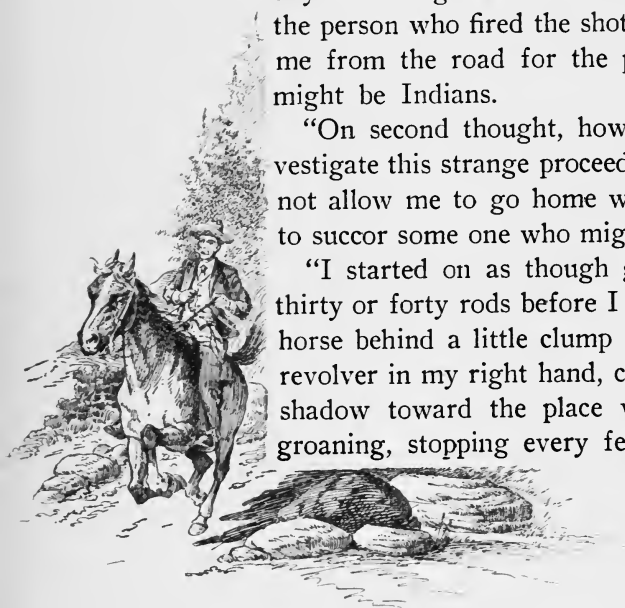 the person who fired the shot
me from the road for the
might be Indians.
“On second thought, how
vestigate this strange proceed
not allow me to go home w
to succor some one who mig
“I started on as though
thirty or forty rods before I
horse behind a little clump
revolver in my right hand, c
shadow toward the place
groaning, stopping every fe